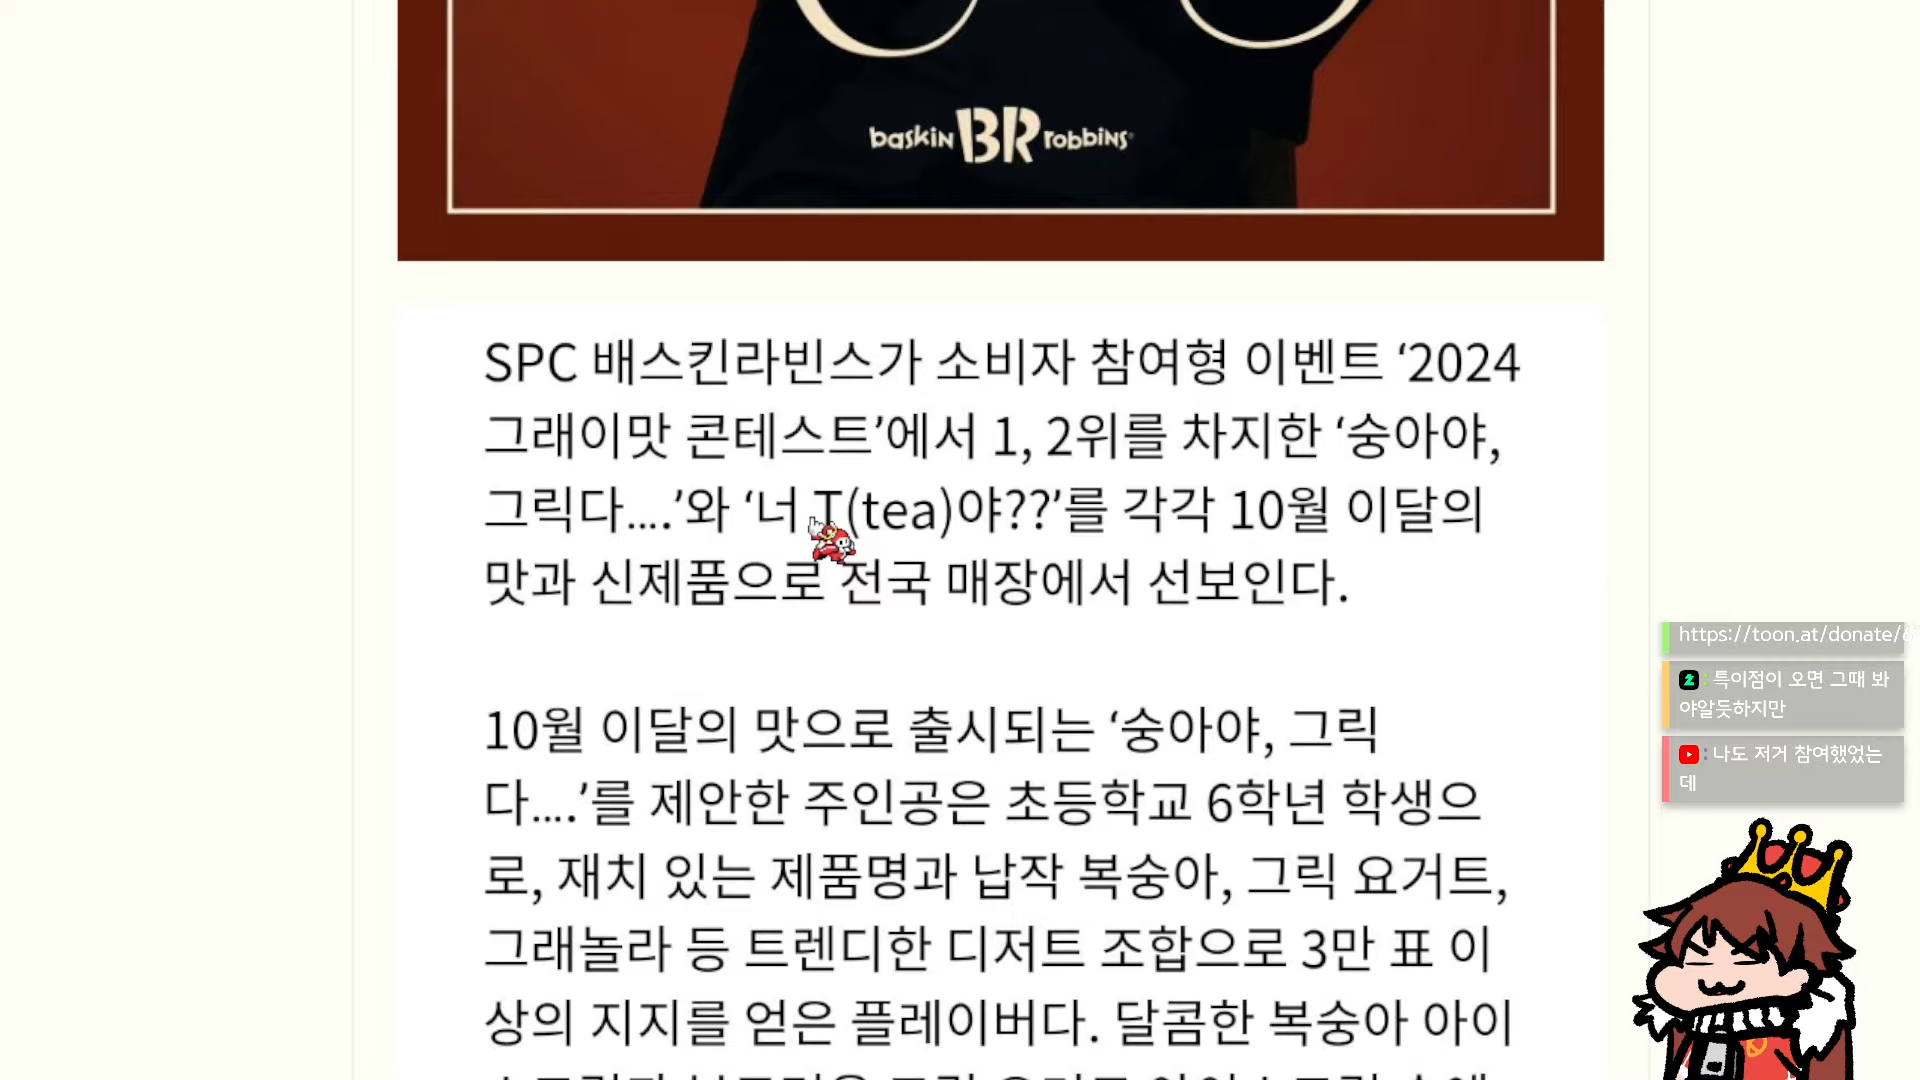 baskin BR robbins
SPC 배스킨라빈스가 소비자 참여형 이벤트 ‘2024
그래이맛 콘테스트’에서 1, 2위를 차지한 ‘숭아야,
그릭다....’와 ‘너 T(tea)야??’를 각각 10월 이달의
맛과 신제품으로 전국 매장에서 선보인다.
10월 이달의 맛으로 출시되는 ‘숭아야, 그릭
다....’를 제안한 주인공은 초등학교 6학년 학생으
로, 재치 있는 제품명과 납작 복숭아, 그릭 요거트,
그래놀라 등 트렌디한 디저트 조합으로 3만 표 이
상의 지지를 얻은 플레이버다. 달콤한 복숭아 아이
https://toon.at/donate/
: 특이점이 오면 그때 봐
야알듯하지만
: 나도 저거 참여했었는
데